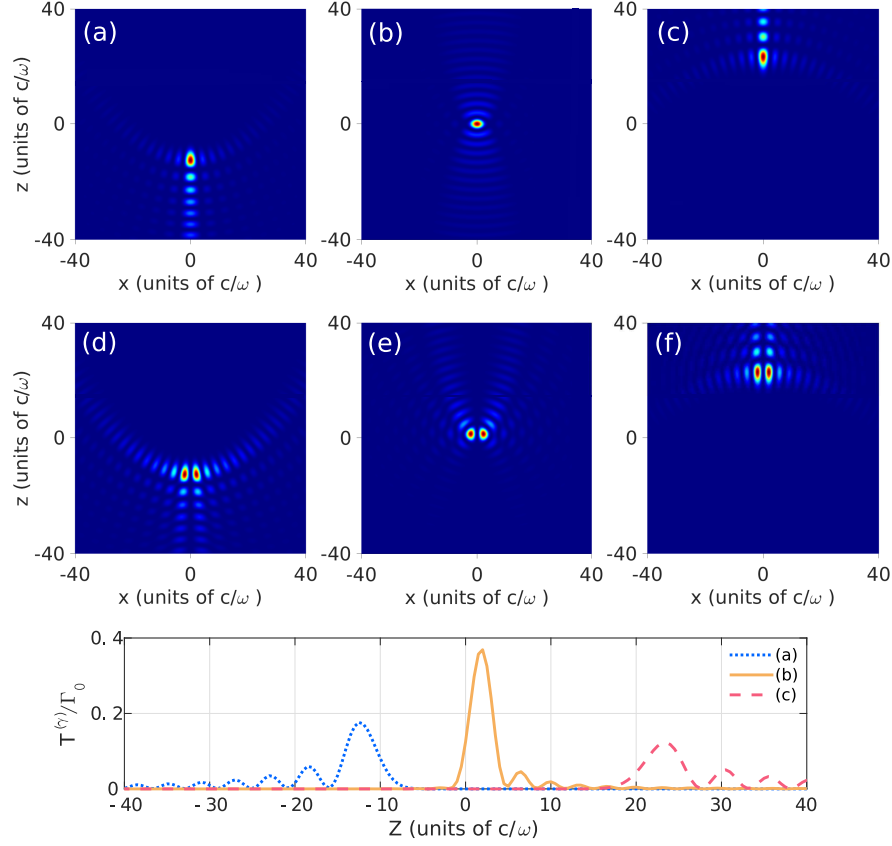 (a) (b) (c)
40 40 40
0 0 0
-40 -40 -40
z (units of c/ω)
-40 0 40 -40 0 40 -40 0 40
x (units of c/ω ) x (units of c/ω ) x (units of c/ω )
(d) (e) (f)
40 40 40
0 0 0
-40 -40 -40
z (units of c/ω)
-40 0 40 -40 0 40 -40 0 40
x (units of c/ω ) x (units of c/ω ) x (units of c/ω )
0.4
0.2
0
T^(γ)/Γ_0
(a)
(b)
(c)
-40 -30 -20 -10 0 10 20 30 40
Z (units of c/ω)